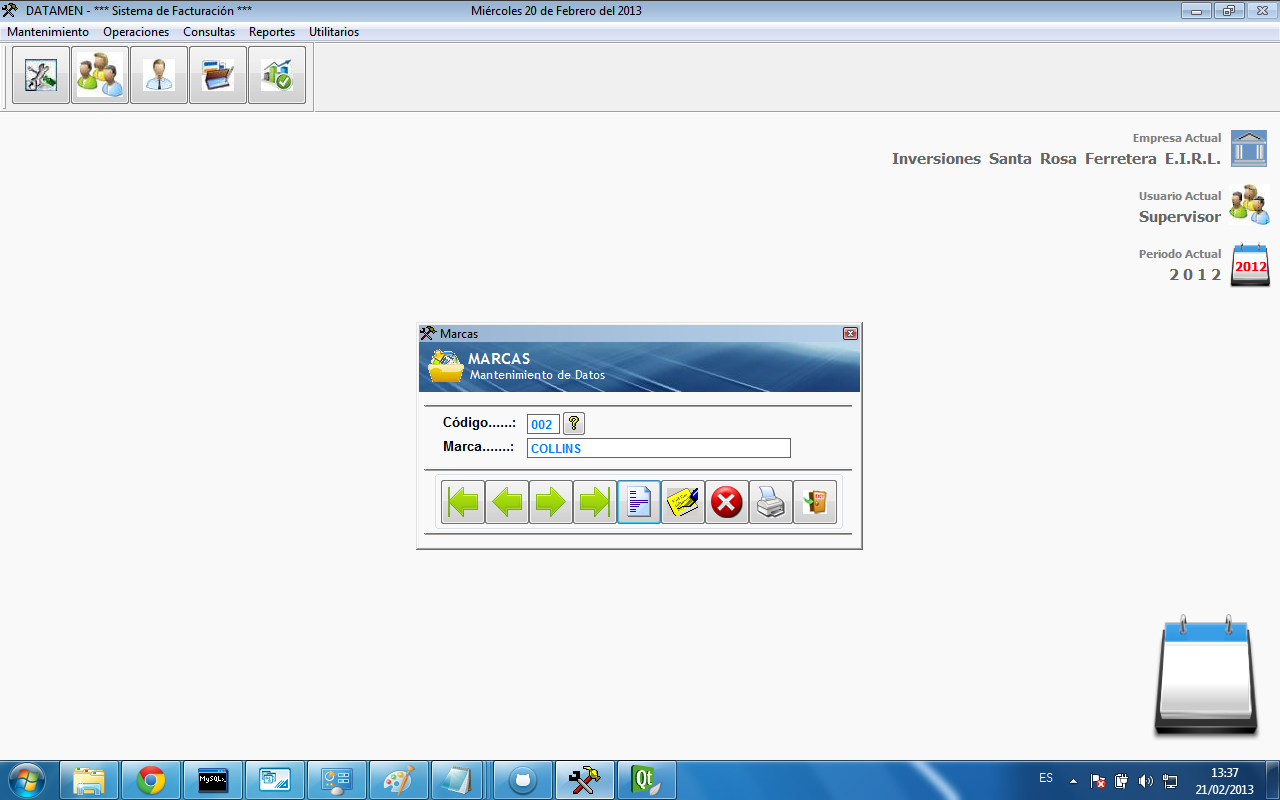 DATAMEN - *** Sistema de Facturación ***
Miércoles 20 de Febrero del 2013
Mantenimiento Operaciones Consultas Reportes Utilitarios
Empresa Actual
Inversiones Santa Rosa Ferretera E.I.R.L.
Usuario Actual
Supervisor
Periodo Actual
2 0 1 2
2012
Marcas
MARCAS
Mantenimiento de Datos
Código......: 002 ?
Marca.......: COLLINS
EXIT
MySQL>
Qt
ES
13:37
21/02/2013